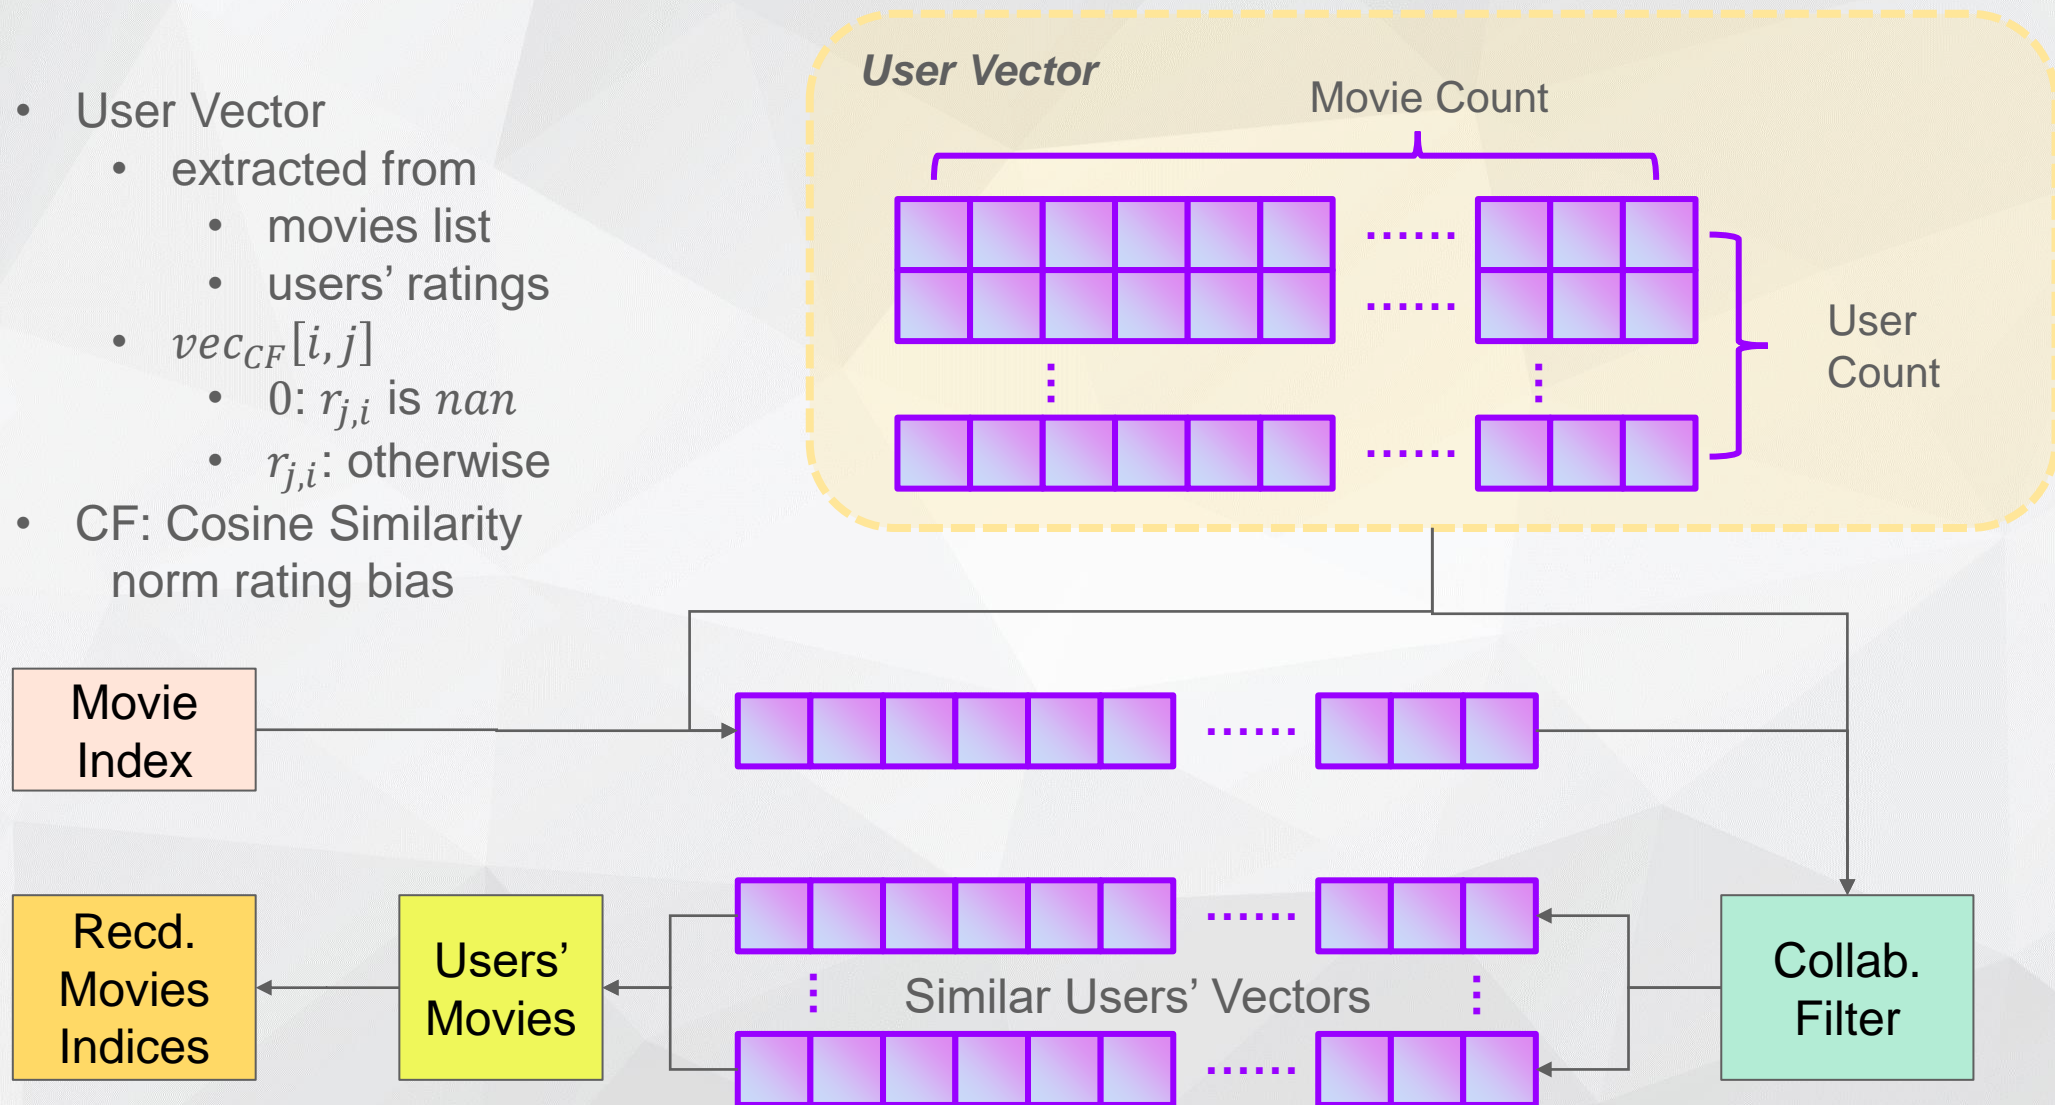 • User Vector
• extracted from
• movies list
• users’ ratings
• vec_CF[i, j]
• 0: r_j,i is nan
• r_j,i: otherwise
• CF: Cosine Similarity
norm rating bias
User Vector
Movie Count
......
......
User
Count
......
Movie
Index
......
......
Similar Users’ Vectors
......
Collab.
Filter
Users’
Movies
Recd.
Movies
Indices